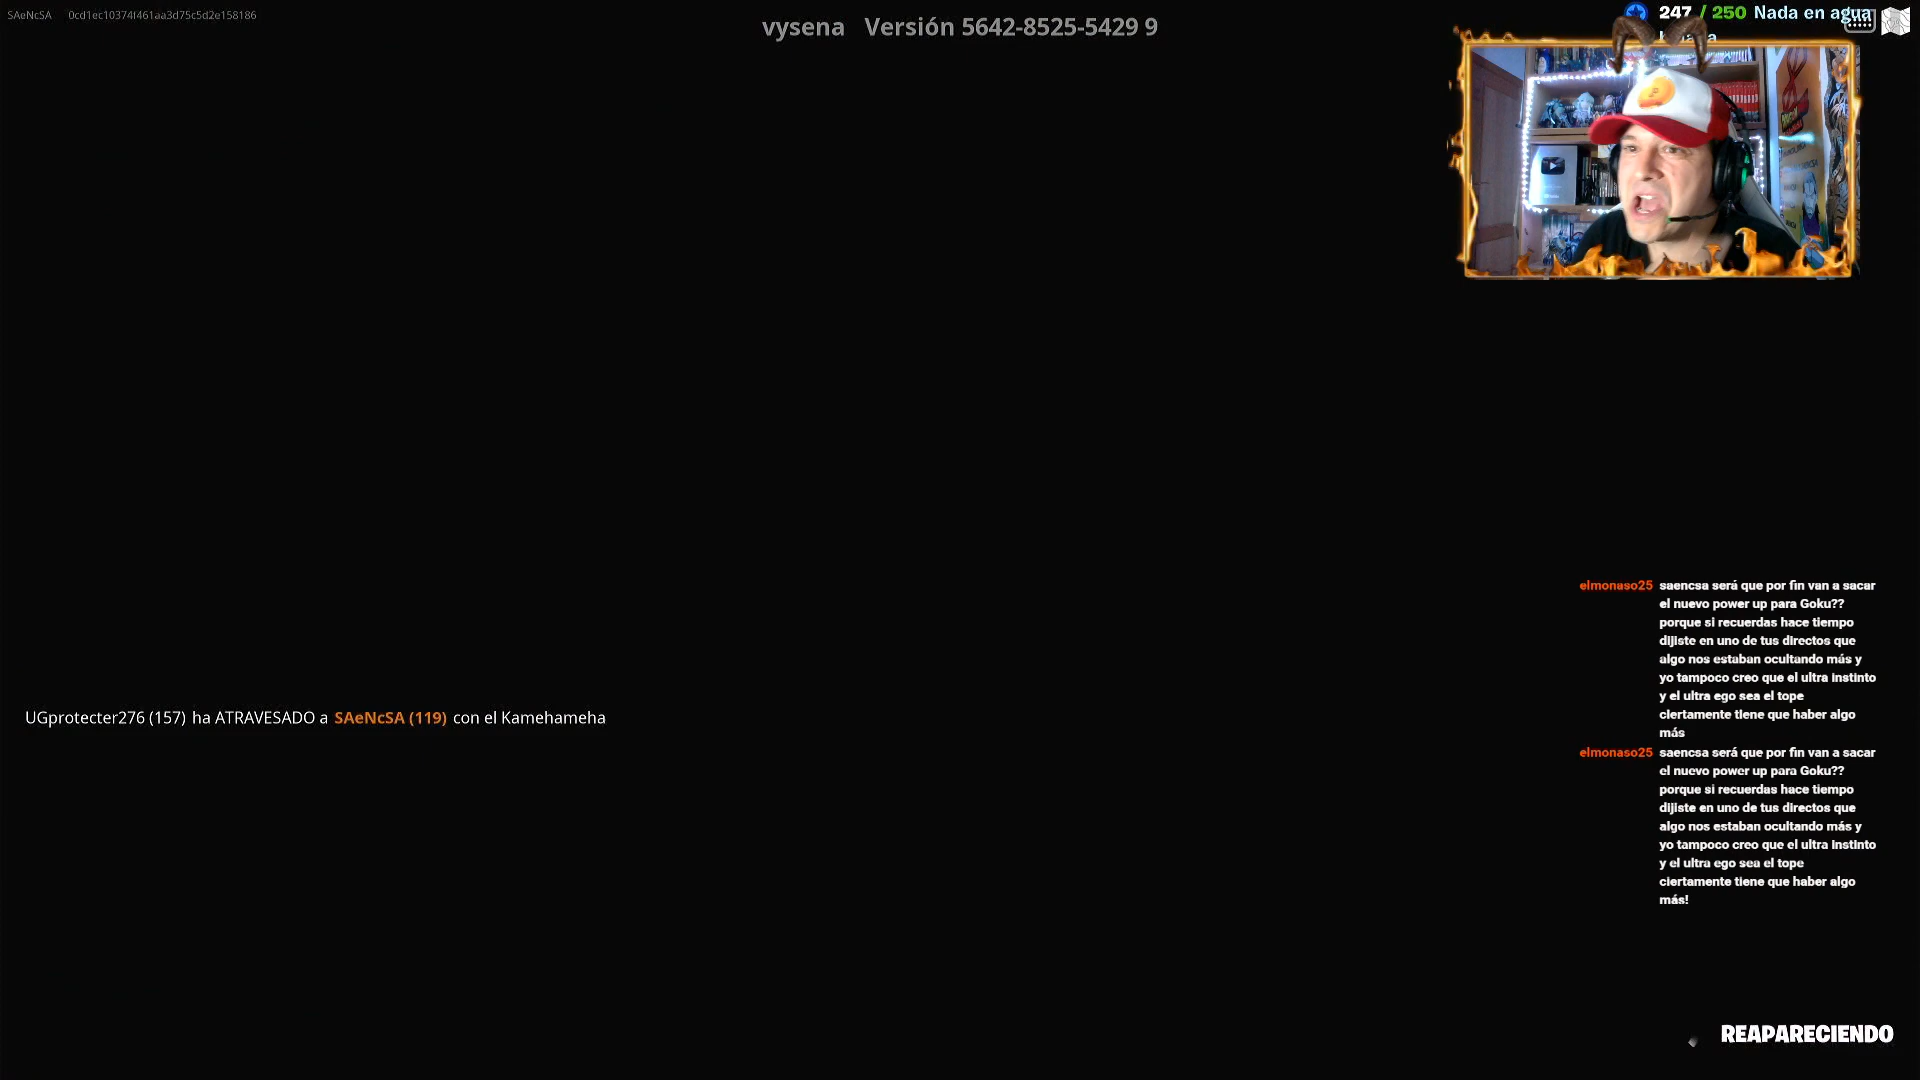 SAeNcSA 0cd1ec10374f461aa3d75c5d2e158186
vysena Versión 5642-8525-5429 9
247 / 250 Nada en agua
elmonaso25 saencsa será que por fin van a sacar
el nuevo power up para Goku??
porque si recuerdas hace tiempo
dijiste en uno de tus directos que
algo nos estaban ocultando más y
yo tampoco creo que el ultra instinto
y el ultra ego sea el tope
ciertamente tiene que haber algo
más
UGprotecter276 (157) ha ATRAVESADO a SAeNcSA (119) con el Kamehameha
elmonaso25 saencsa será que por fin van a sacar
el nuevo power up para Goku??
porque si recuerdas hace tiempo
dijiste en uno de tus directos que
algo nos estaban ocultando más y
yo tampoco creo que el ultra instinto
y el ultra ego sea el tope
ciertamente tiene que haber algo
más!
REAPARECIENDO